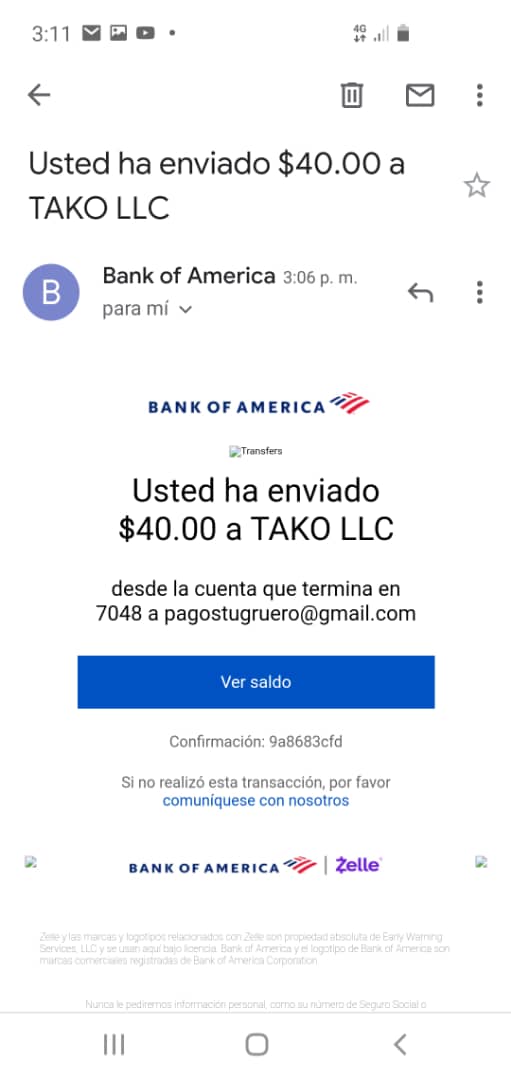 3:11
4G
Usted ha enviado $40.00 a
TAKO LLC
B
Bank of America 3:06 p. m.
para mí
BANK OF AMERICA
Transfers
Usted ha enviado
$40.00 a TAKO LLC
desde la cuenta que termina en
7048 a pagostugruero@gmail.com
Ver saldo
Confirmación: 9a8683cfd
Si no realizó esta transacción, por favor
comuníquese con nosotros
BANK OF AMERICA | Zelle
Zelle y las marcas y logotipos relacionados con Zelle son propiedad absoluta de Early Warning
Services, LLC y se usan aquí bajo licencia. Bank of America y el logotipo de Bank of America son
marcas comerciales registradas de Bank of America Corporation.
Nunca le pediremos información personal, como su número de Seguro Social o